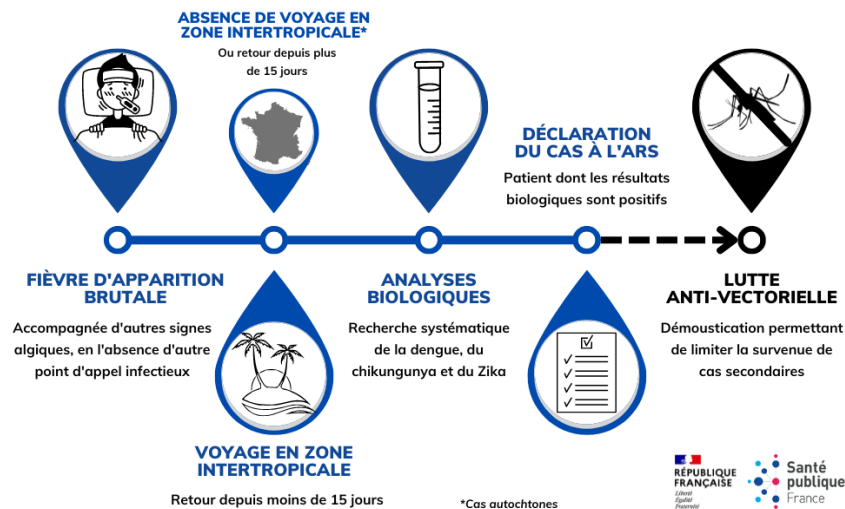 ABSENCE DE VOYAGE EN
ZONE INTERTROPICALE*
Ou retour depuis plus
de 15 jours
DÉCLARATION
DU CAS À L'ARS
Patient dont les résultats
biologiques sont positifs
FIÈVRE D'APPARITION
BRUTALE
Accompagnée d'autres signes
algiques, en l'absence d'autre
point d'appel infectieux
VOYAGE EN ZONE
INTERTROPICALE
Retour depuis moins de 15 jours
ANALYSES
BIOLOGIQUES
Recherche systématique
de la dengue, du
chikungunya et du Zika
LUTTE
ANTI-VECTORIELLE
Démoustication permettant
de limiter la survenue de
cas secondaires
*Cas autochtones
RÉPUBLIQUE
FRANÇAISE
Liberté
Égalité
Fraternité
Santé
publique
France